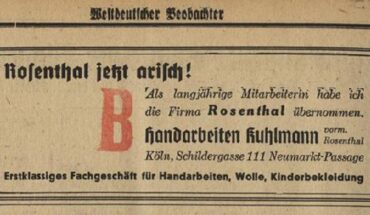 Westdeutscher Beobachter
Rosenthal jetzt arisch!
B
Als langjährige Mitarbeiterin habe ich
die Firma Rosenthal übernommen.
Handarbeiten Kuhlmann vorm. Rosenthal
Köln, Schildergasse 111 Neumarkt-Passage
Erstklassiges Fachgeschäft für Handarbeiten, Wolle, Kinderbekleidung